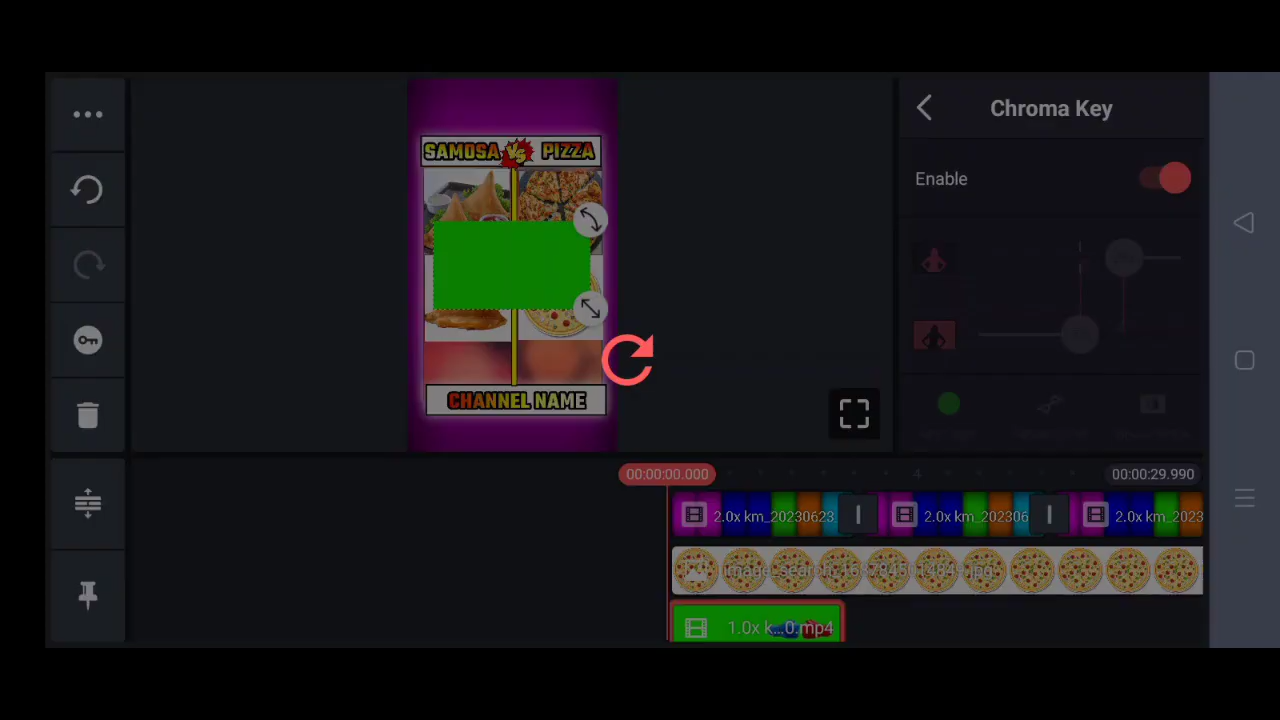 Chroma Key
SAMOSA VS PIZZA
Enable
CHANNEL NAME
00:00:00.000
4
00:00:29.990
2.0x km_20230623
2.0x km_202306
2.0x km_2023
1.0x k...0.mp4